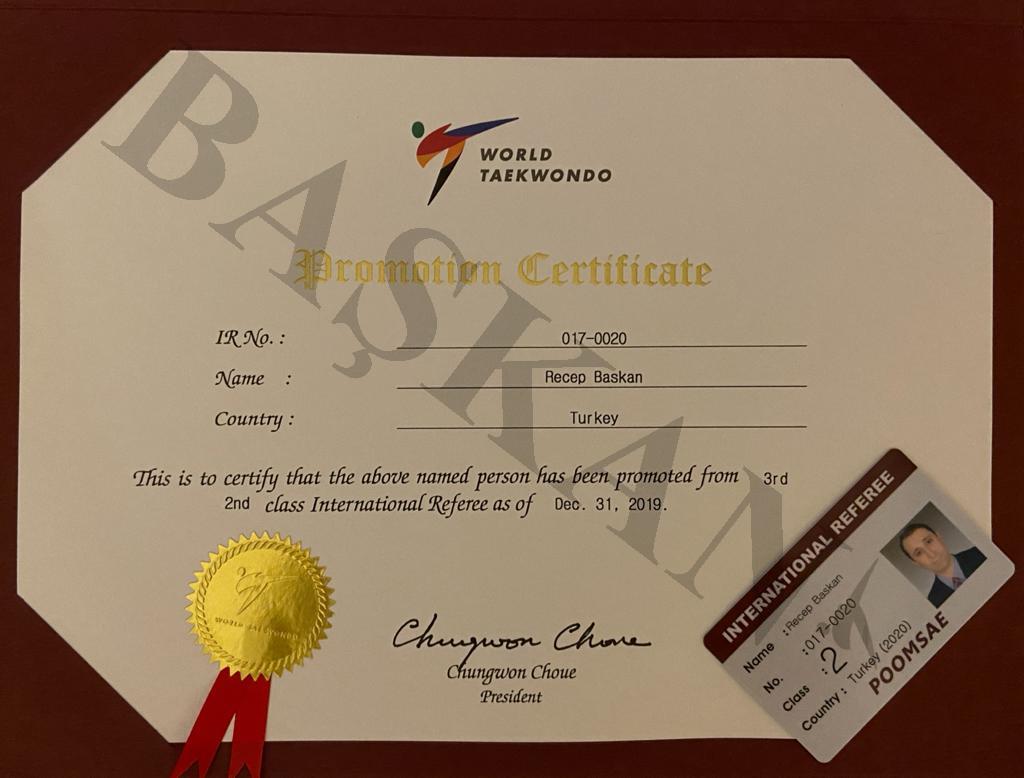 BAŞKAN
WORLD
TAEKWONDO
Promotion Certificate
IR No. : 017-0020
Name : Recep Baskan
Country : Turkey
This is to certify that the above named person has been promoted from 3rd
2nd class International Referee as of Dec. 31, 2019.
WORLD TAEKWONDO
Chungwon Choue
Chungwon Choue
President
INTERNATIONAL REFEREE
Name : Recep Baskan
No. : 017-0020
Class : 2
Country : Turkey (2020)
POOMSAE